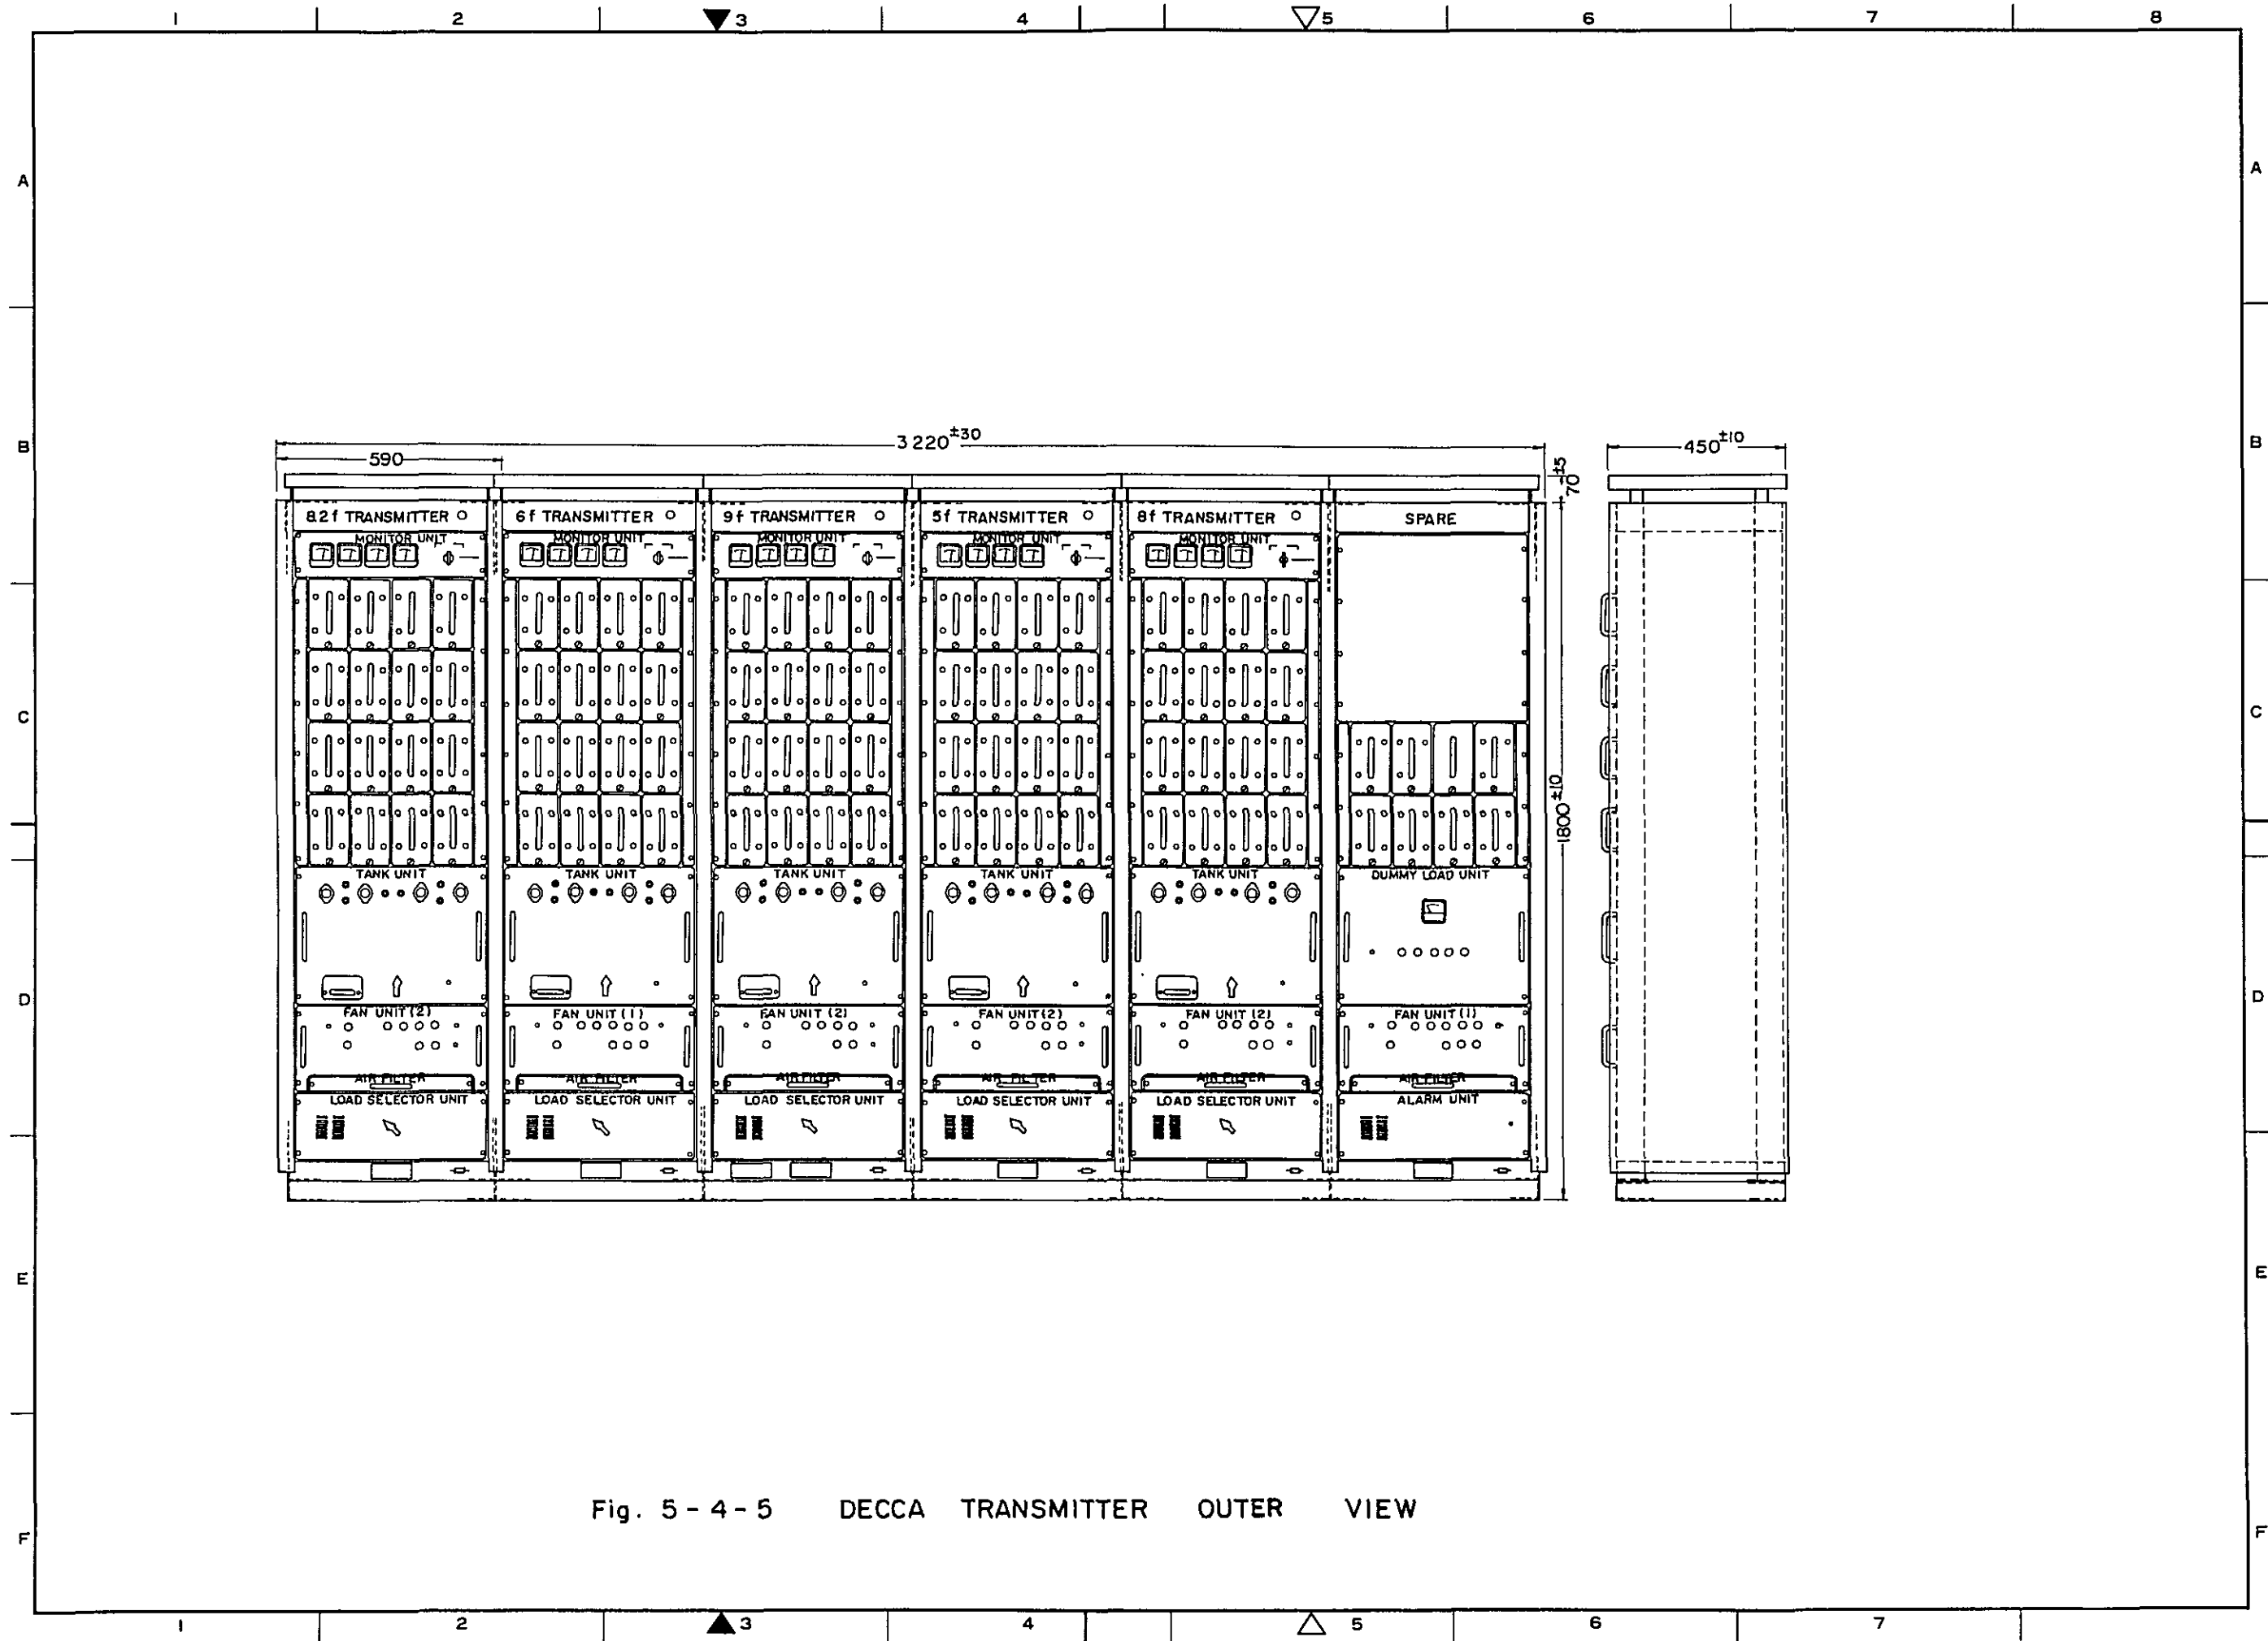 1 2 3 4 5 6 7 8
A A
3220±30
450±10
B B
590
70±5
8.2f TRANSMITTER 6f TRANSMITTER 9f TRANSMITTER 5f TRANSMITTER 8f TRANSMITTER SPARE
MONITOR UNIT MONITOR UNIT MONITOR UNIT MONITOR UNIT MONITOR UNIT
C C
1800±10
TANK UNIT TANK UNIT TANK UNIT TANK UNIT TANK UNIT DUMMY LOAD UNIT
D D
FAN UNIT (2) FAN UNIT (1) FAN UNIT (2) FAN UNIT (2) FAN UNIT (2) FAN UNIT (1)
AIR FILTER AIR FILTER AIR FILTER AIR FILTER AIR FILTER AIR FILTER
LOAD SELECTOR UNIT LOAD SELECTOR UNIT LOAD SELECTOR UNIT LOAD SELECTOR UNIT LOAD SELECTOR UNIT ALARM UNIT
E E
Fig. 5-4-5 DECCA TRANSMITTER OUTER VIEW
F F
1 2 3 4 5 6 7